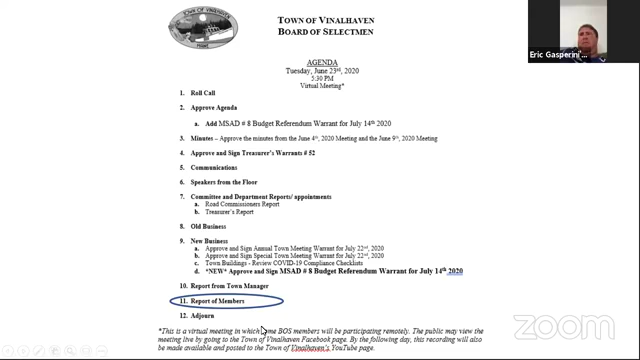 TOWN OF VINALHAVEN
MAINE
TOWN OF VINALHAVEN
BOARD OF SELECTMEN
AGENDA
Tuesday, June 23rd, 2020
5:30 PM
Virtual Meeting*
1. Roll Call
2. Approve Agenda
a. Add MSAD # 8 Budget Referendum Warrant for July 14th 2020
3. Minutes – Approve the minutes from the June 4th, 2020 Meeting and the June 9th, 2020 Meeting
4. Approve and Sign Treasurer's Warrants # 52
5. Communications
6. Speakers from the Floor
7. Committee and Department Reports/ appointments
a. Road Commissioners Report
b. Treasurer's Report
8. Old Business
9. New Business
a. Approve and Sign Annual Town Meeting Warrant for July 22nd, 2020
b. Approve and Sign Special Town Meeting Warrant for July 22nd, 2020
c. Town Buildings - Review COVID-19 Compliance Checklists
d. *NEW* Approve and Sign MSAD # 8 Budget Referendum Warrant for July 14th 2020
10. Report from Town Manager
11. Report of Members
12. Adjourn
*This is a virtual meeting in which some BOS members will be participating remotely. The public may view the
meeting live by going to the Town of Vinalhaven Facebook page. By the following day, this recording will also
be made available and posted to the Town of Vinalhaven's YouTube page.
Eric Gasperini'...
zoom